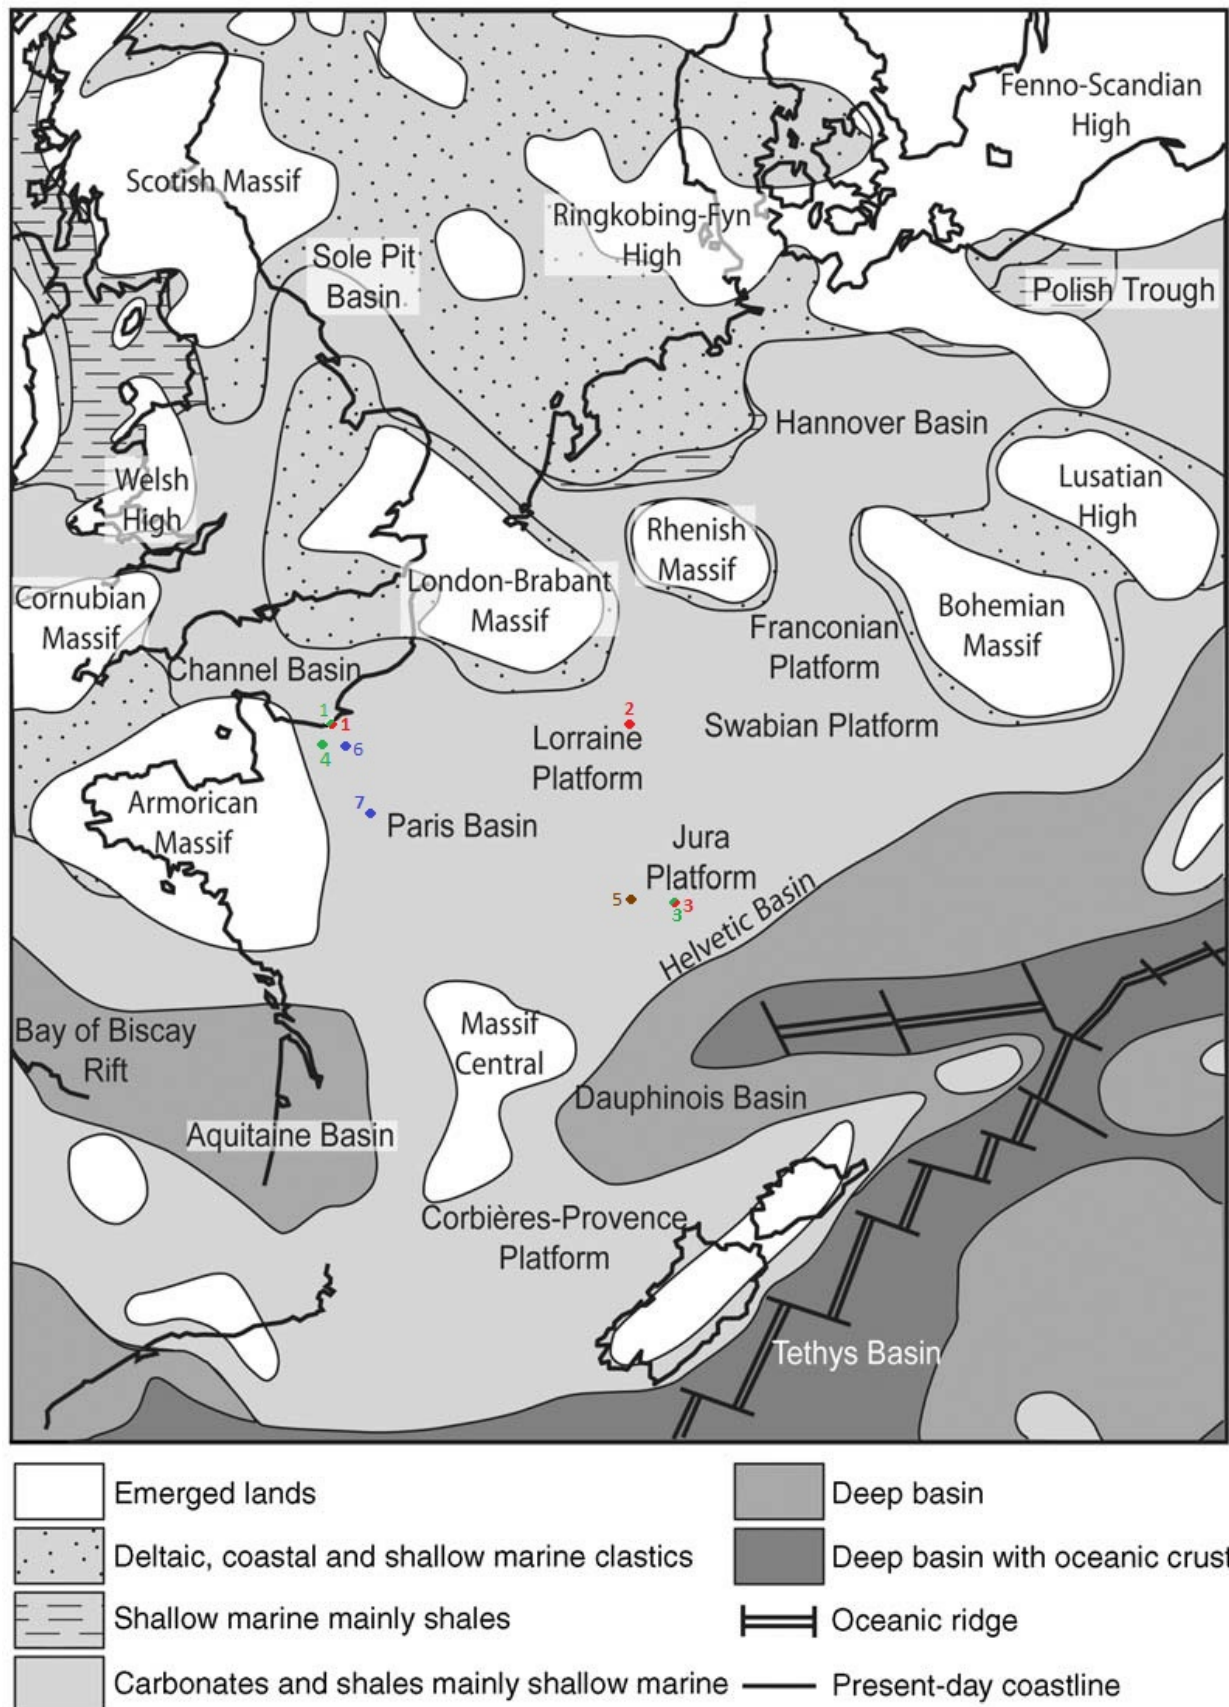 Fenno-Scandian
High
Scotish Massif
Ringkobing-Fyn
High
Sole Pit
Basin
Polish Trough
Hannover Basin
Welsh
High
Lusatian
High
Rhenish
Massif
Cornubian
Massif
London-Brabant
Massif
Bohemian
Massif
Franconian
Platform
Channel Basin
1
1
2
Lorraine
Platform
Swabian Platform
4
6
Armorican
Massif
7
Paris Basin
Jura
Platform
5
3
3
Helvetic Basin
Bay of Biscay
Rift
Massif
Central
Dauphinois Basin
Aquitaine Basin
Corbières-Provence
Platform
Tethys Basin
Emerged lands
Deep basin
Deltaic, coastal and shallow marine clastics
Deep basin with oceanic crust
Shallow marine mainly shales
Oceanic ridge
Carbonates and shales mainly shallow marine
Present-day coastline